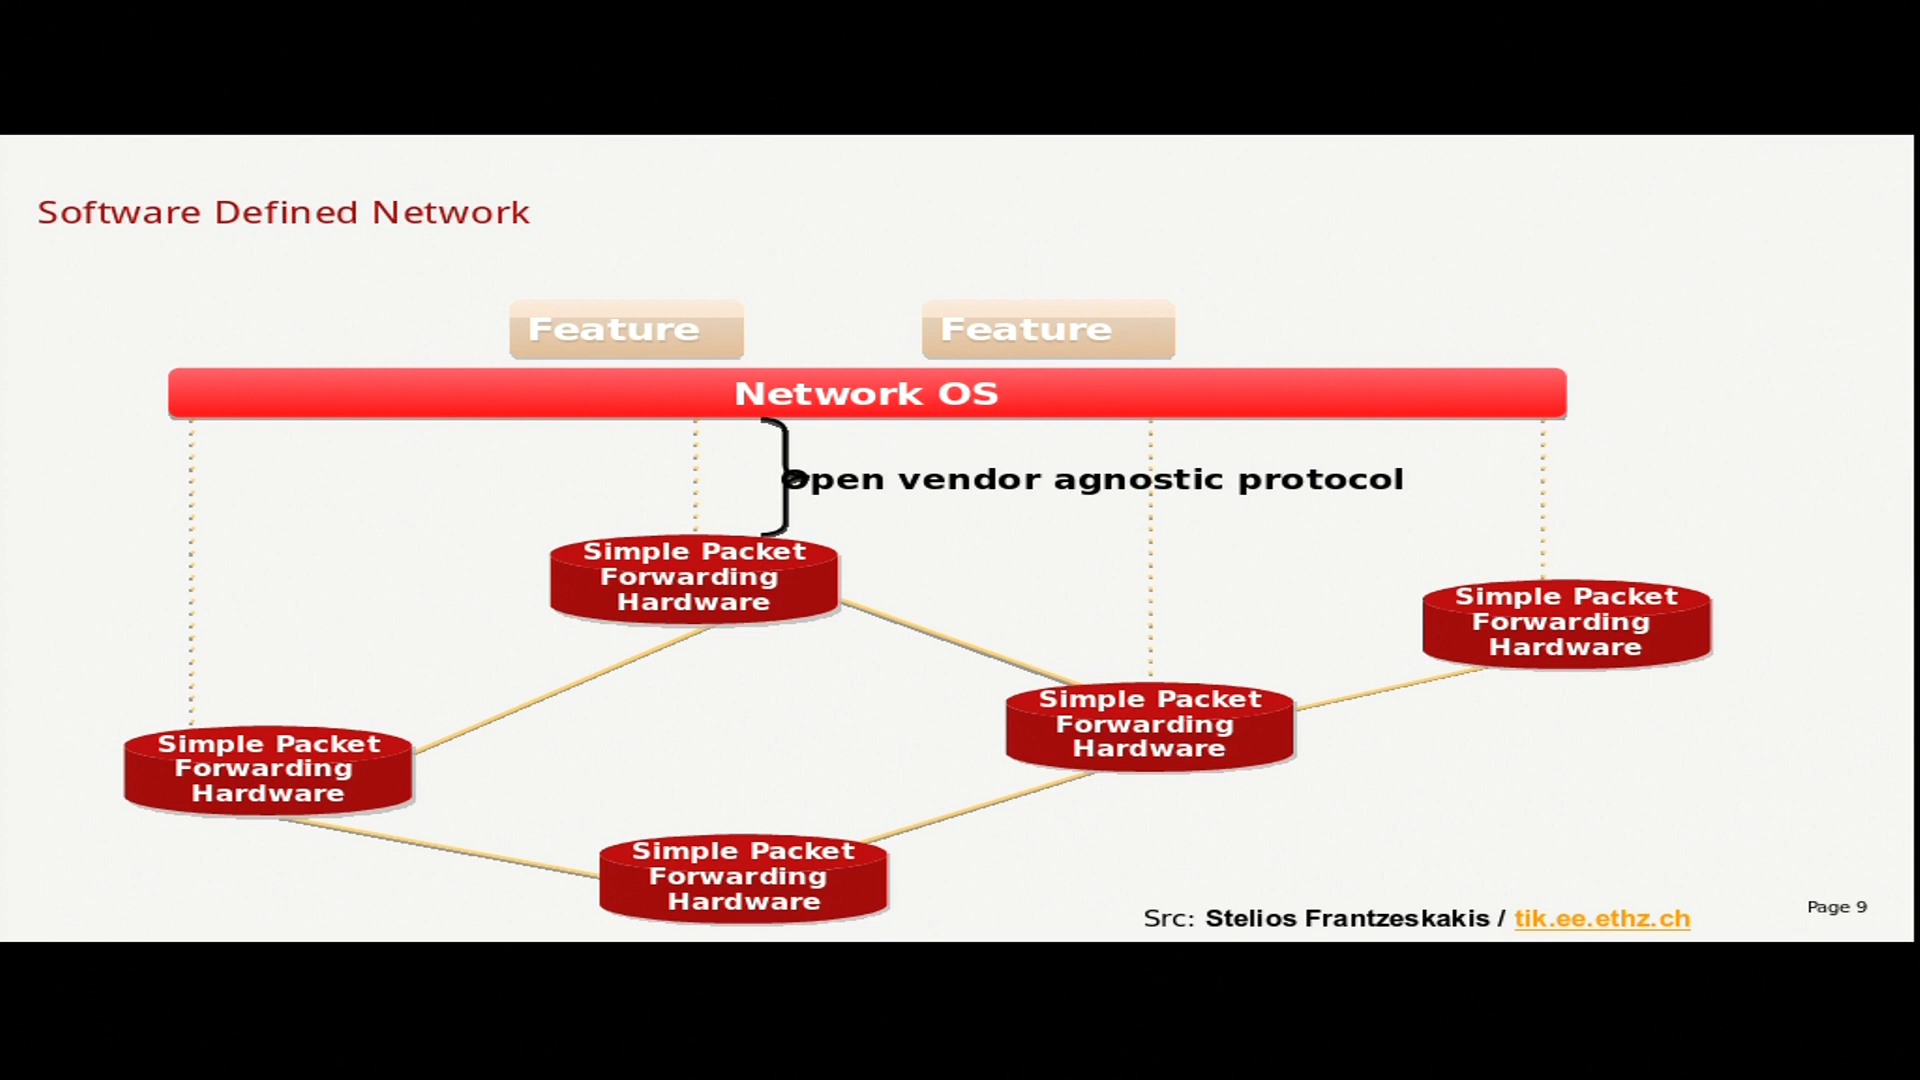 Software Defined Network
Feature
Feature
Network OS
Open vendor agnostic protocol
Simple Packet
Forwarding
Hardware
Simple Packet
Forwarding
Hardware
Simple Packet
Forwarding
Hardware
Simple Packet
Forwarding
Hardware
Simple Packet
Forwarding
Hardware
Src: Stelios Frantzeskakis / tik.ee.ethz.ch
Page 9